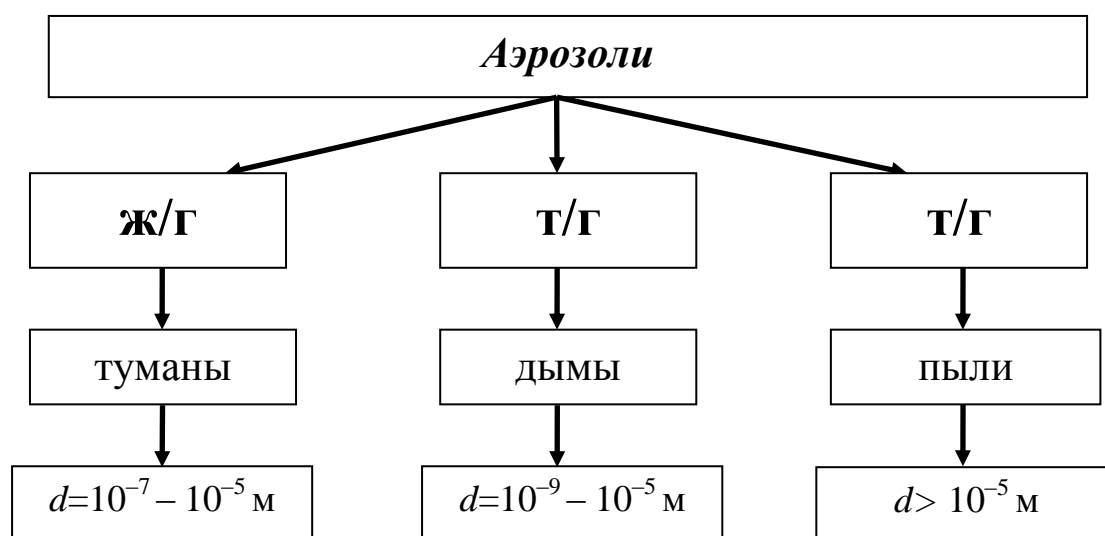 Аэрозоли
ж/г т/г т/г
туманы дымы пыли
d=10⁻⁷ – 10⁻⁵ м d=10⁻⁹ – 10⁻⁵ м d> 10⁻⁵ м